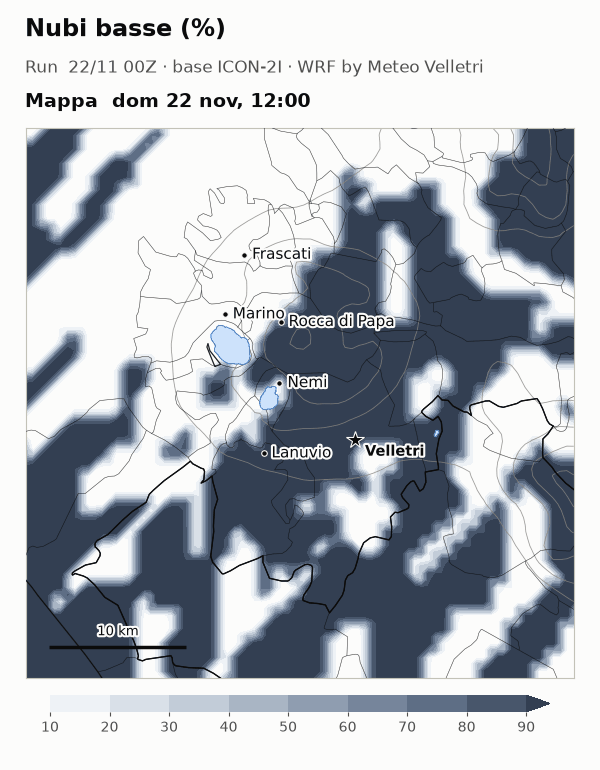 Nubi basse (%)
Run  22/11 00Z · base ICON-2I · WRF by Meteo Velletri
Mappa  dom 22 nov, 12:00
Frascati
Marino
Rocca di Papa
Nemi
Velletri
Lanuvio
10 km
10 20 30 40 50 60 70 80 90